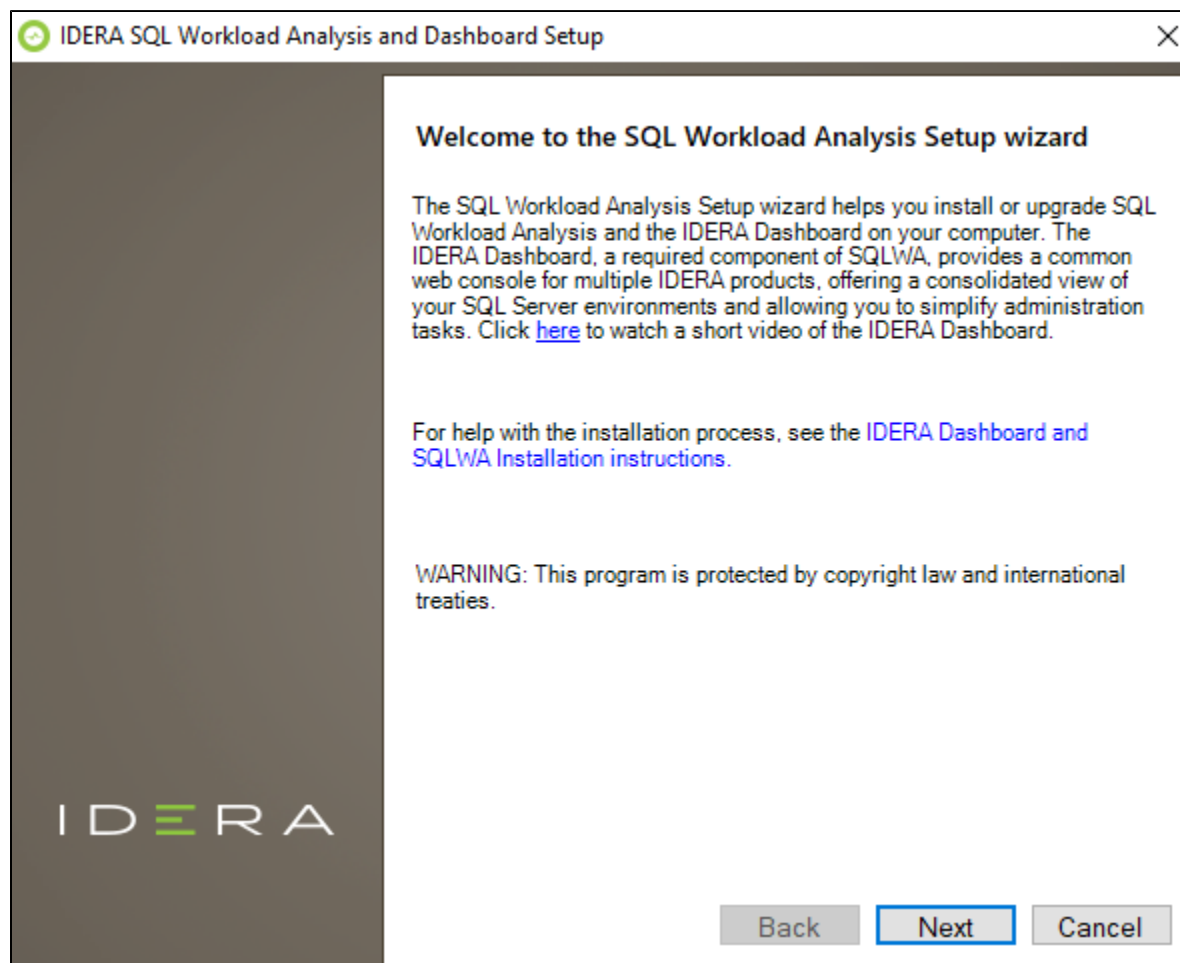 IDERA SQL Workload Analysis and Dashboard Setup
Welcome to the SQL Workload Analysis Setup wizard
The SQL Workload Analysis Setup wizard helps you install or upgrade SQL
Workload Analysis and the IDERA Dashboard on your computer. The
IDERA Dashboard, a required component of SQLWA, provides a common
web console for multiple IDERA products, offering a consolidated view of
your SQL Server environments and allowing you to simplify administration
tasks. Click here to watch a short video of the IDERA Dashboard.
For help with the installation process, see the IDERA Dashboard and
SQLWA Installation instructions.
WARNING: This program is protected by copyright law and international
treaties.
IDERA
Back Next Cancel